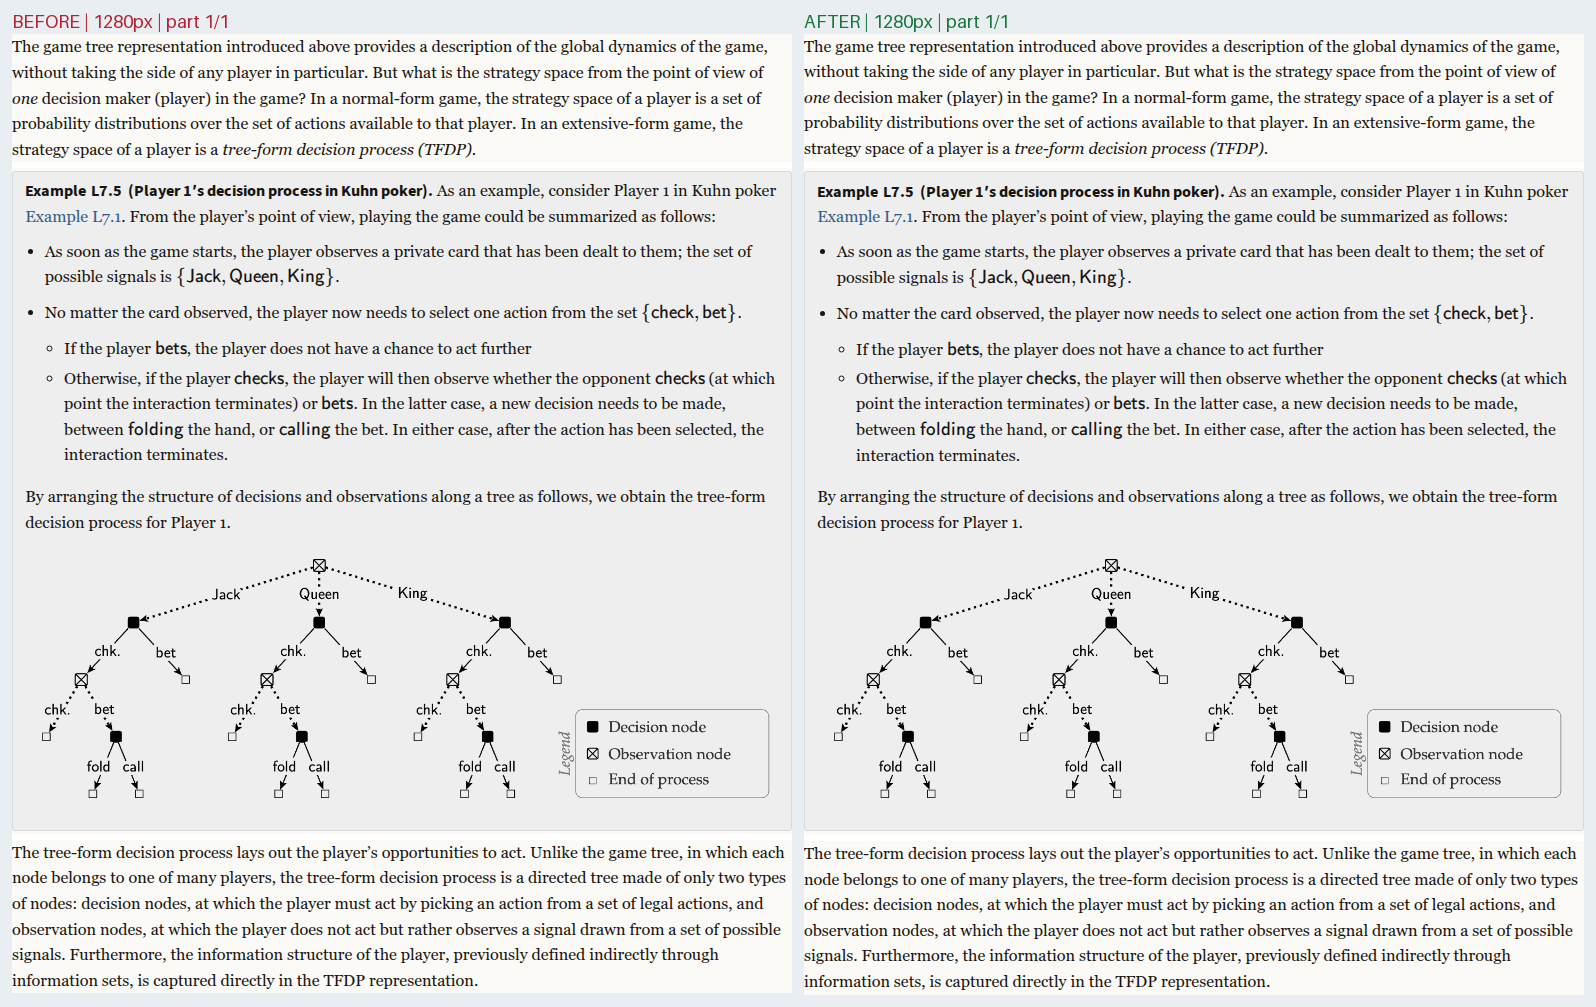 BEFORE | 1280px | part 1/1
The game tree representation introduced above provides a description of the global dynamics of the game,
without taking the side of any player in particular. But what is the strategy space from the point of view of
one decision maker (player) in the game? In a normal-form game, the strategy space of a player is a set of
probability distributions over the set of actions available to that player. In an extensive-form game, the
strategy space of a player is a tree-form decision process (TFDP).
Example L7.5 (Player 1's decision process in Kuhn poker). As an example, consider Player 1 in Kuhn poker
Example L7.1. From the player's point of view, playing the game could be summarized as follows:
• As soon as the game starts, the player observes a private card that has been dealt to them; the set of
possible signals is {Jack, Queen, King}.
• No matter the card observed, the player now needs to select one action from the set {check, bet}.
◦ If the player bets, the player does not have a chance to act further
◦ Otherwise, if the player checks, the player will then observe whether the opponent checks (at which
point the interaction terminates) or bets. In the latter case, a new decision needs to be made,
between folding the hand, or calling the bet. In either case, after the action has been selected, the
interaction terminates.
By arranging the structure of decisions and observations along a tree as follows, we obtain the tree-form
decision process for Player 1.
Jack Queen King
chk. bet chk. bet chk. bet
chk. bet chk. bet chk. bet
fold call fold call fold call
Legend
Decision node
Observation node
End of process
The tree-form decision process lays out the player's opportunities to act. Unlike the game tree, in which each
node belongs to one of many players, the tree-form decision process is a directed tree made of only two types
of nodes: decision nodes, at which the player must act by picking an action from a set of legal actions, and
observation nodes, at which the player does not act but rather observes a signal drawn from a set of possible
signals. Furthermore, the information structure of the player, previously defined indirectly through
information sets, is captured directly in the TFDP representation.
AFTER | 1280px | part 1/1
The game tree representation introduced above provides a description of the global dynamics of the game,
without taking the side of any player in particular. But what is the strategy space from the point of view of
one decision maker (player) in the game? In a normal-form game, the strategy space of a player is a set of
probability distributions over the set of actions available to that player. In an extensive-form game, the
strategy space of a player is a tree-form decision process (TFDP).
Example L7.5 (Player 1's decision process in Kuhn poker). As an example, consider Player 1 in Kuhn poker
Example L7.1. From the player's point of view, playing the game could be summarized as follows:
• As soon as the game starts, the player observes a private card that has been dealt to them; the set of
possible signals is {Jack, Queen, King}.
• No matter the card observed, the player now needs to select one action from the set {check, bet}.
◦ If the player bets, the player does not have a chance to act further
◦ Otherwise, if the player checks, the player will then observe whether the opponent checks (at which
point the interaction terminates) or bets. In the latter case, a new decision needs to be made,
between folding the hand, or calling the bet. In either case, after the action has been selected, the
interaction terminates.
By arranging the structure of decisions and observations along a tree as follows, we obtain the tree-form
decision process for Player 1.
Jack Queen King
chk. bet chk. bet chk. bet
chk. bet chk. bet chk. bet
fold call fold call fold call
Legend
Decision node
Observation node
End of process
The tree-form decision process lays out the player's opportunities to act. Unlike the game tree, in which each
node belongs to one of many players, the tree-form decision process is a directed tree made of only two types
of nodes: decision nodes, at which the player must act by picking an action from a set of legal actions, and
observation nodes, at which the player does not act but rather observes a signal drawn from a set of possible
signals. Furthermore, the information structure of the player, previously defined indirectly through
information sets, is captured directly in the TFDP representation.